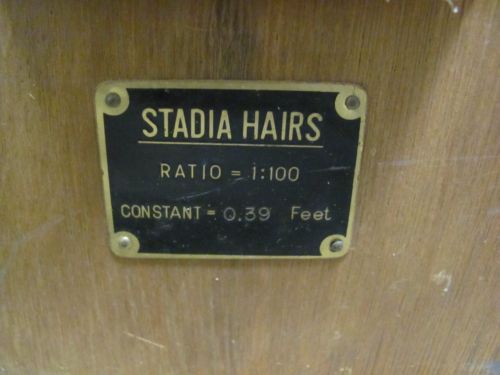 STADIA HAIRS
RATIO = 1:100
CONSTANT = 0.39 Feet